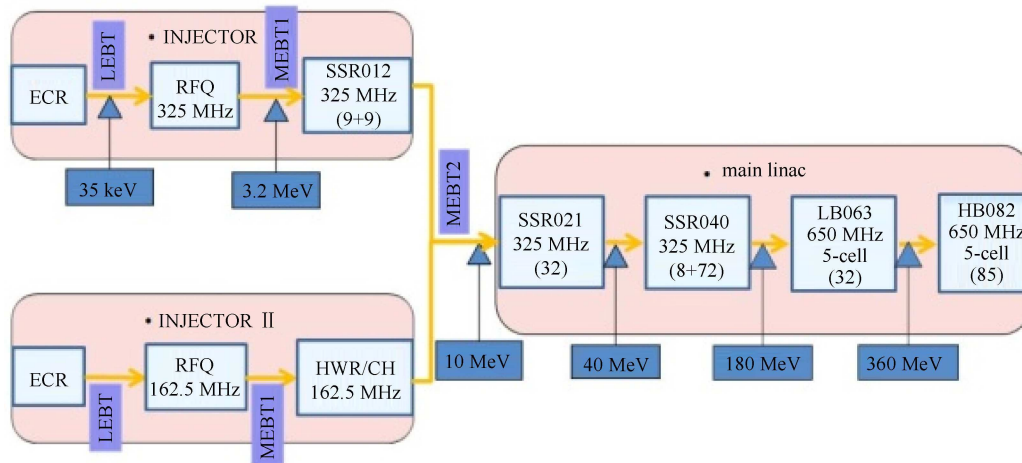 • INJECTOR
LEBT
MEBT1
ECR
RFQ
325 MHz
SSR012
325 MHz
(9+9)
35 keV
3.2 MeV
MEBT2
• main linac
SSR021
325 MHz
(32)
SSR040
325 MHz
(8+72)
LB063
650 MHz
5-cell
(32)
HB082
650 MHz
5-cell
(85)
10 MeV
40 MeV
180 MeV
360 MeV
• INJECTOR Ⅱ
ECR
RFQ
162.5 MHz
HWR/CH
162.5 MHz
LEBT
MEBT1